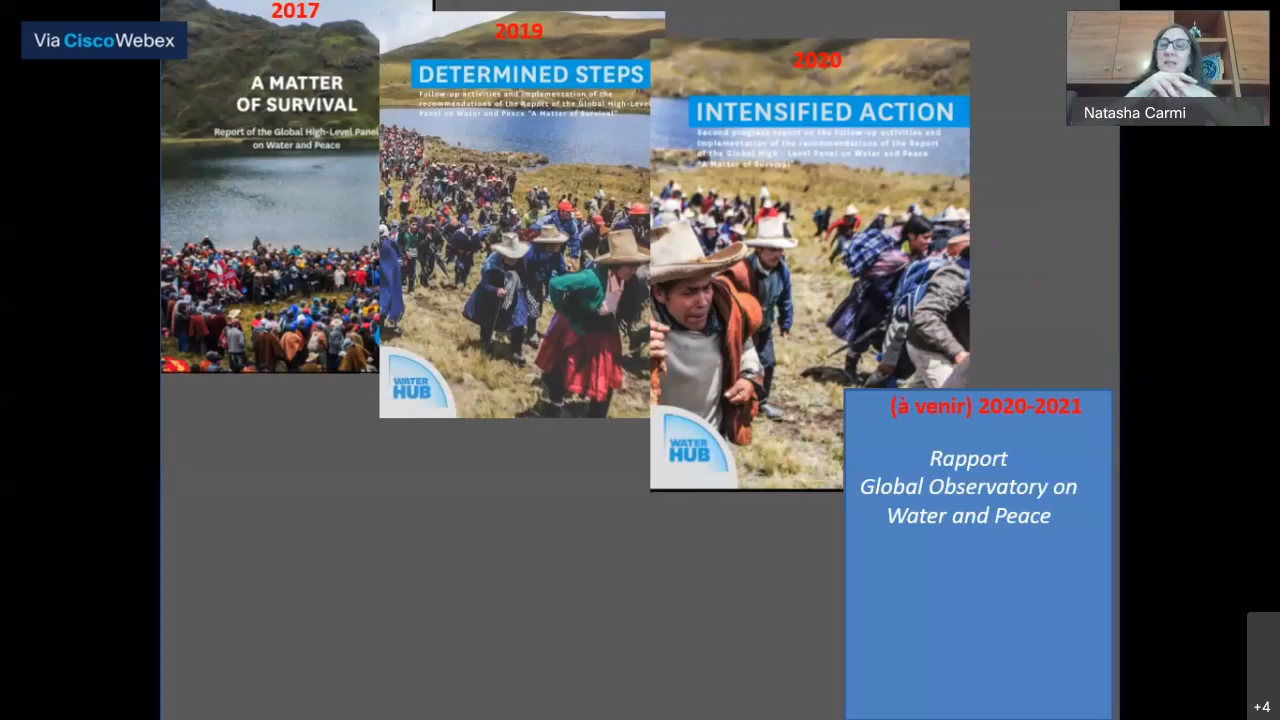 Via Cisco Webex
2017
A MATTER
OF SURVIVAL
Report of the Global High-Level Panel
on Water and Peace
2019
DETERMINED STEPS
Follow-up activities and implementation of the
recommendations of the Report of the Global High-Level
Panel on Water and Peace "A Matter of Survival"
WATER
HUB
2020
INTENSIFIED ACTION
Second progress report on the follow-up activities and
implementation of the recommendations of the Report
of the Global High - Level Panel on Water and Peace
"A Matter of Survival"
WATER
HUB
(à venir) 2020-2021
Rapport
Global Observatory on
Water and Peace
Natasha Carmi
+4